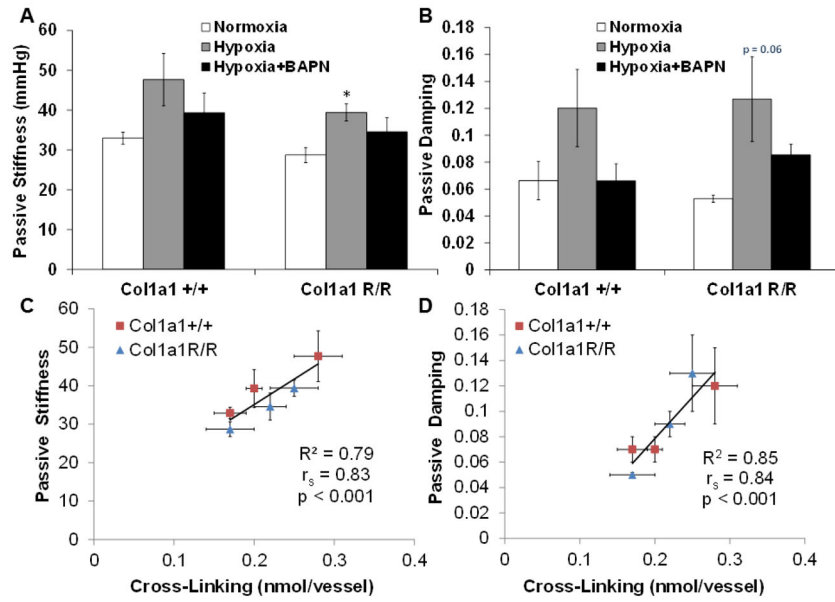 A
Normoxia
Hypoxia
Hypoxia+BAPN
Passive Stiffness (mmHg)
60
50
40
30
20
10
0
*
Col1a1 +/+
Col1a1 R/R
B
Normoxia
Hypoxia
Hypoxia+BAPN
p = 0.06
Passive Damping
0.18
0.16
0.14
0.12
0.1
0.08
0.06
0.04
0.02
0
Col1a1 +/+
Col1a1 R/R
C
Col1a1+/+
Col1a1R/R
Passive Stiffness
60
50
40
30
20
10
0
R² = 0.79
rs = 0.83
p < 0.001
0
0.1
0.2
0.3
0.4
Cross-Linking (nmol/vessel)
D
Col1a1+/+
Col1a1R/R
Passive Damping
0.18
0.16
0.14
0.12
0.1
0.08
0.06
0.04
0.02
0
R² = 0.85
rs = 0.84
p < 0.001
0
0.1
0.2
0.3
0.4
Cross-Linking (nmol/vessel)